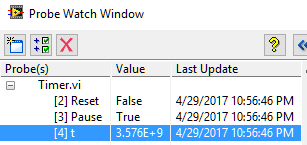 Probe Watch Window
?
Probe(s) Value Last Update
Timer.vi
[2] Reset False 4/29/2017 10:56:46 PM
[3] Pause True 4/29/2017 10:56:46 PM
[4] t 3.576E+9 4/29/2017 10:56:46 PM